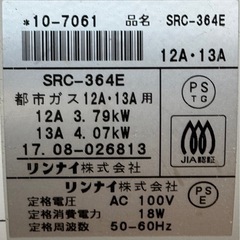 *10-7061 品名 SRC-364E
12A・13A
SRC-364E
都市ガス12A・13A用
12A 3.79kW
13A 4.07kW
17. 08-026813
リンナイ株式会社
PS
TG
JIA認証
リンナイ株式会社
定格電圧 AC 100V
定格消費電力 18W
定格周波数 50-60Hz
PS
E